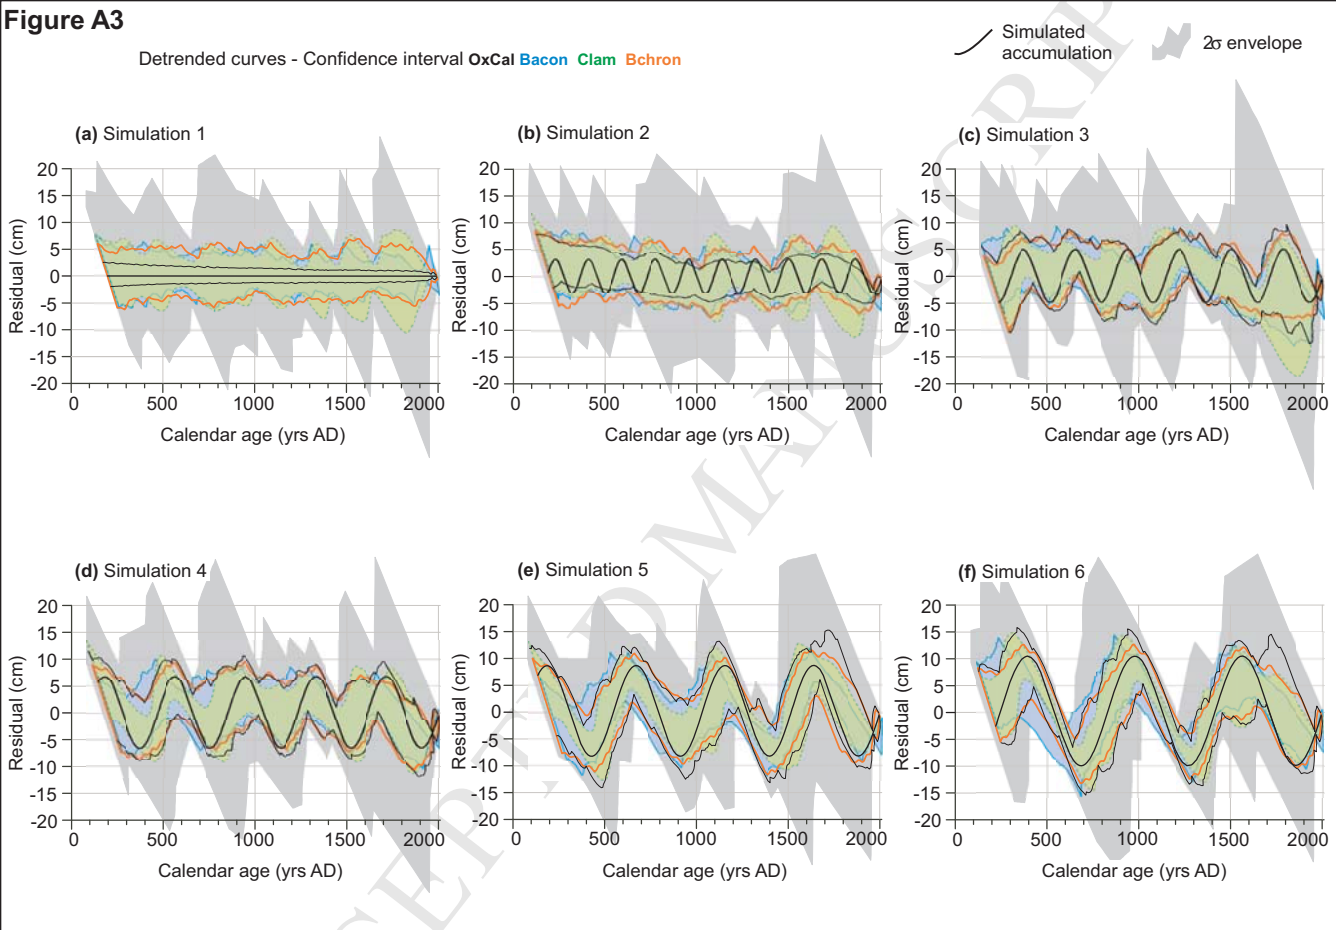 Figure A3
Detrended curves - Confidence interval OxCal Bacon Clam Bchron
Simulated
accumulation
2σ envelope
(a) Simulation 1
(b) Simulation 2
(c) Simulation 3
20
15
10
5
0
-5
-10
-15
-20
Residual (cm)
0 500 1000 1500 2000
Calendar age (yrs AD)
20
15
10
5
0
-5
-10
-15
-20
Residual (cm)
0 500 1000 1500 2000
Calendar age (yrs AD)
20
15
10
5
0
-5
-10
-15
-20
Residual (cm)
0 500 1000 1500 2000
Calendar age (yrs AD)
(d) Simulation 4
(e) Simulation 5
(f) Simulation 6
20
15
10
5
0
-5
-10
-15
-20
Residual (cm)
0 500 1000 1500 2000
Calendar age (yrs AD)
20
15
10
5
0
-5
-10
-15
-20
Residual (cm)
0 500 1000 1500 2000
Calendar age (yrs AD)
20
15
10
5
0
-5
-10
-15
-20
Residual (cm)
0 500 1000 1500 2000
Calendar age (yrs AD)